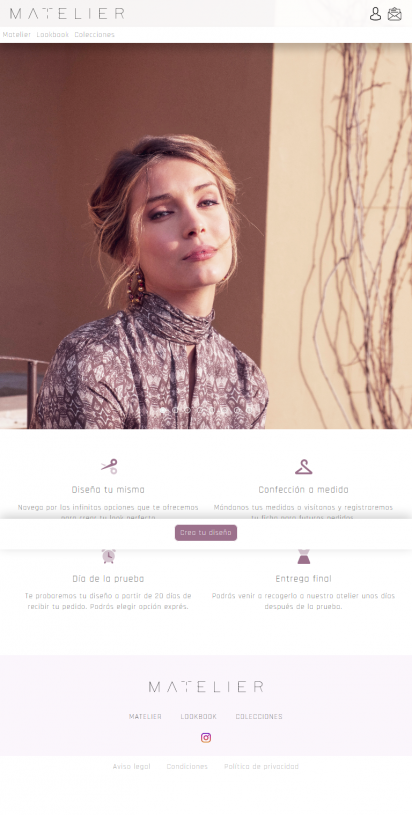 MATELIER
Matelier Lookbook Colecciones
Diseña tu misma
Navega por las infinitas opciones que te ofrecemos
para crear tu look perfecto.
Confección a medida
Mándanos tus medidas o visítanos y registraremos
tu ficha para futuros pedidos.
Crea tu diseño
Día de la prueba
Te probaremos tu diseño a partir de 20 días de
recibir tu pedido. Podrás elegir opción exprés.
Entrega final
Podrás venir a recogerlo a nuestro atelier unos días
después de la prueba.
MATELIER
MATELIER LOOKBOOK COLECCIONES
Aviso legal Condiciones Política de privacidad